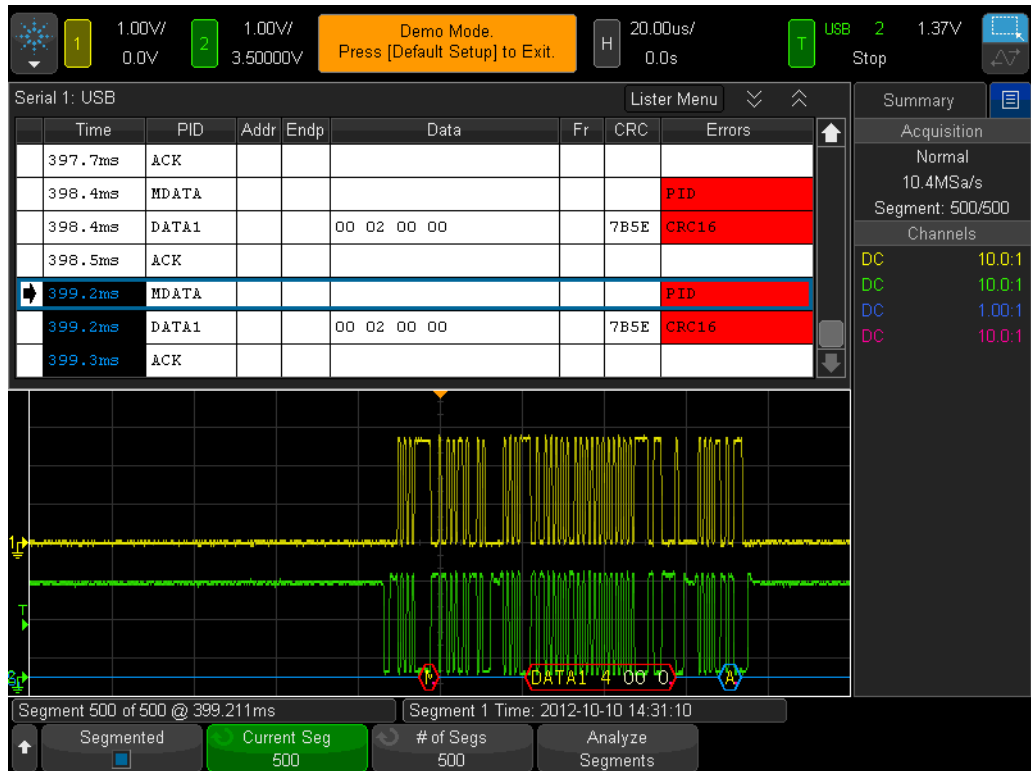 1 1.00V/ 2 1.00V/ Demo Mode. H 20.00us/ T USB 2 1.37V
0.0V 3.50000V Press [Default Setup] to Exit. 0.0s Stop
Serial 1: USB Lister Menu Summary
Time PID Addr Endp Data Fr CRC Errors
397.7ms ACK
398.4ms MDATA PID
398.4ms DATA1 00 02 00 00 7B5E CRC16
398.5ms ACK
399.2ms MDATA PID
399.2ms DATA1 00 02 00 00 7B5E CRC16
399.3ms ACK
Acquisition
Normal
10.4MSa/s
Segment: 500/500
Channels
DC 10.0:1
DC 10.0:1
DC 1.00:1
DC 10.0:1
1
T
2
DATA1 4 00 0 A
Segment 500 of 500 @ 399.211ms Segment 1 Time: 2012-10-10 14:31:10
Segmented Current Seg # of Segs Analyze
500 500 Segments